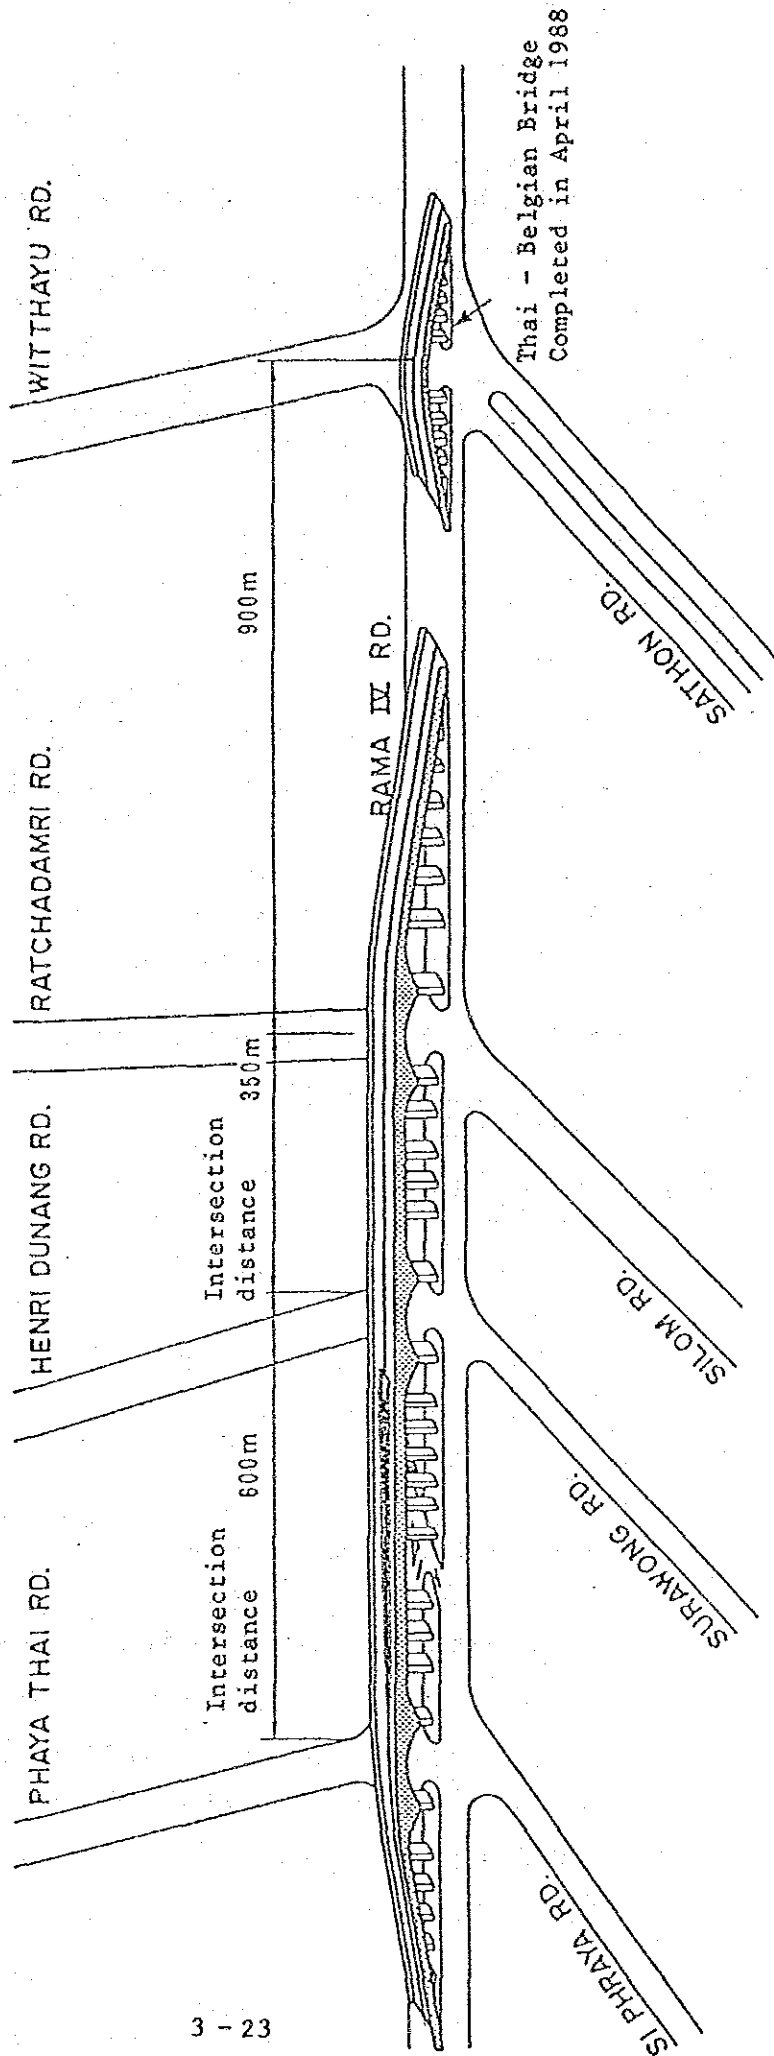 PHAYA THAI RD.
HENRI DUNANG RD.
RATCHADAMRI RD.
WITTHAYU RD.
Intersection
distance
600m
Intersection
distance
350m
900m
RAMA IV RD.
Thai - Belgian Bridge
Completed in April 1988
SI PHRAYA RD.
SURAWONG RD.
SILOM RD.
SATHON RD.
3 - 23